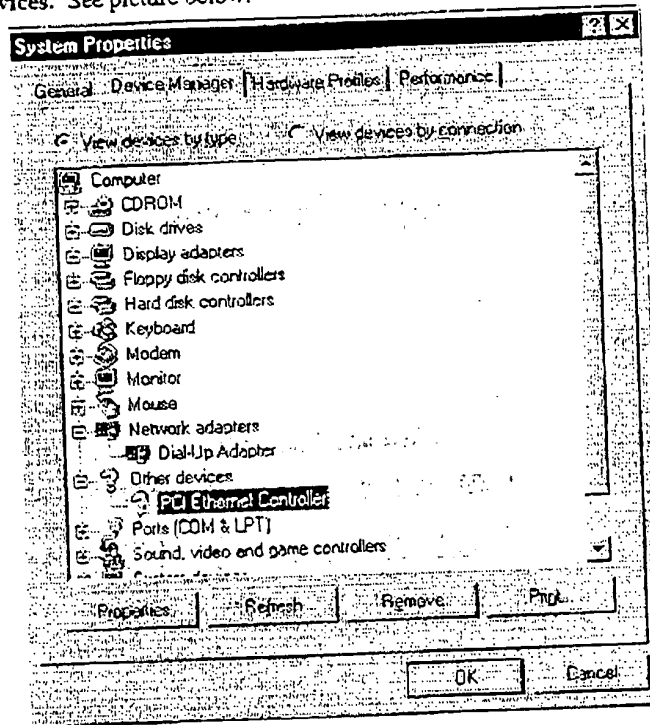 vices. See picture below.
System Properties
General Device Manager Hardware Profiles Performance
View devices by type View devices by connection
Computer
CDROM
Disk drives
Display adapters
Floppy disk controllers
Hard disk controllers
Keyboard
Modem
Monitor
Mouse
Network adapters
Dial-Up Adapter
Other devices
PCI Ethernet Controller
Ports (COM & LPT)
Sound, video and game controllers
Properties Refresh Remove Print...
OK Cancel